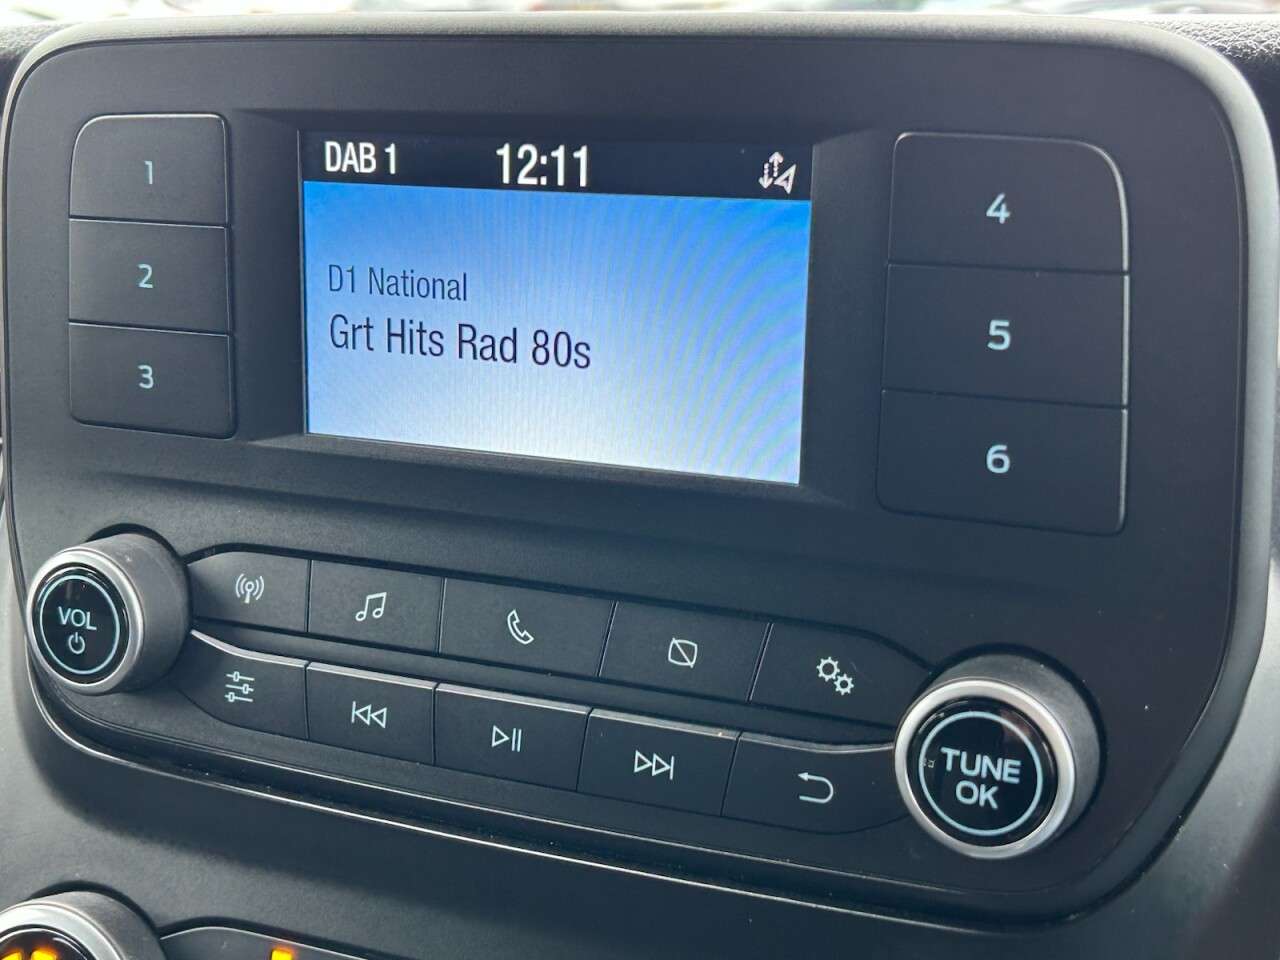 DAB 1 12:11
D1 National
Grt Hits Rad 80s
1
2
3
4
5
6
VOL
TUNE
OK